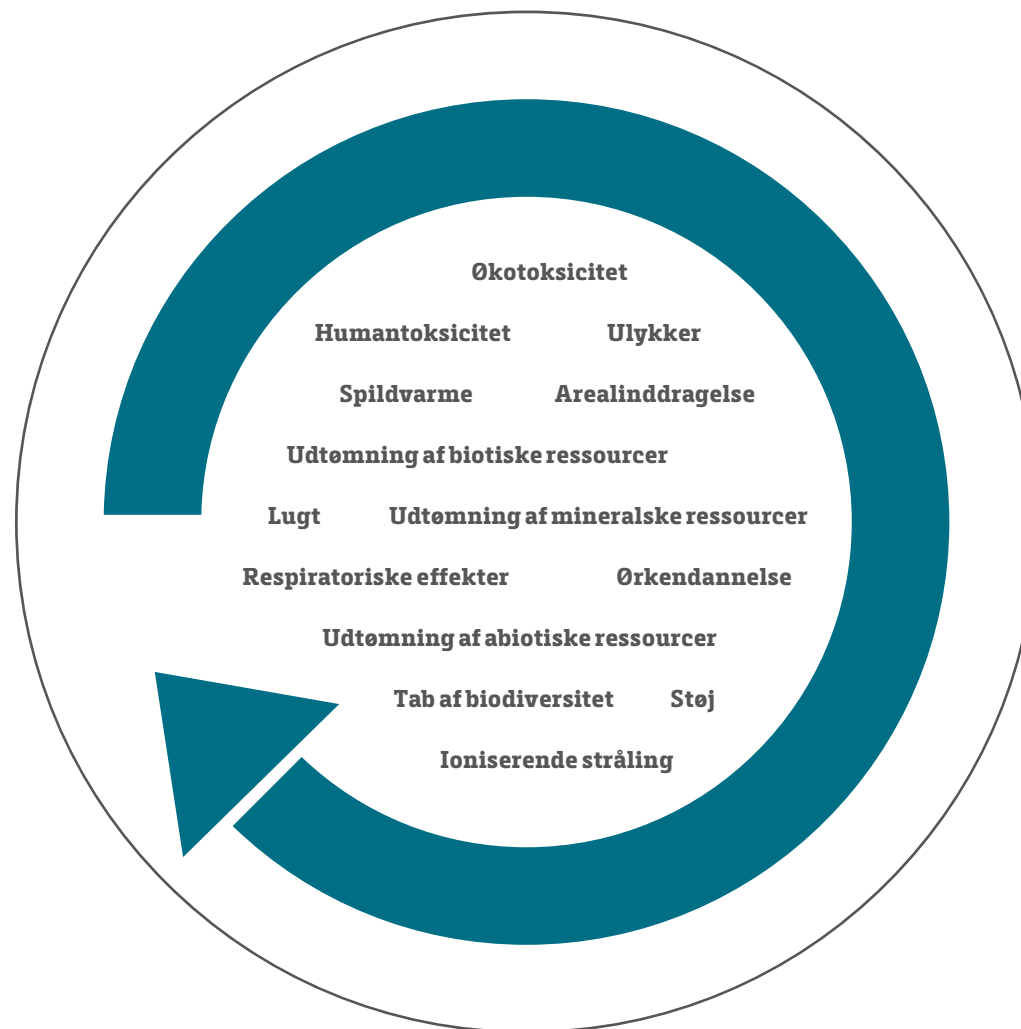 Økotoksicitet
Humantoksicitet Ulykker
Spildvarme Arealinddragelse
Udtømning af biotiske ressourcer
Lugt Udtømning af mineralske ressourcer
Respiratoriske effekter Ørkendannelse
Udtømning af abiotiske ressourcer
Tab af biodiversitet Støj
Ioniserende stråling